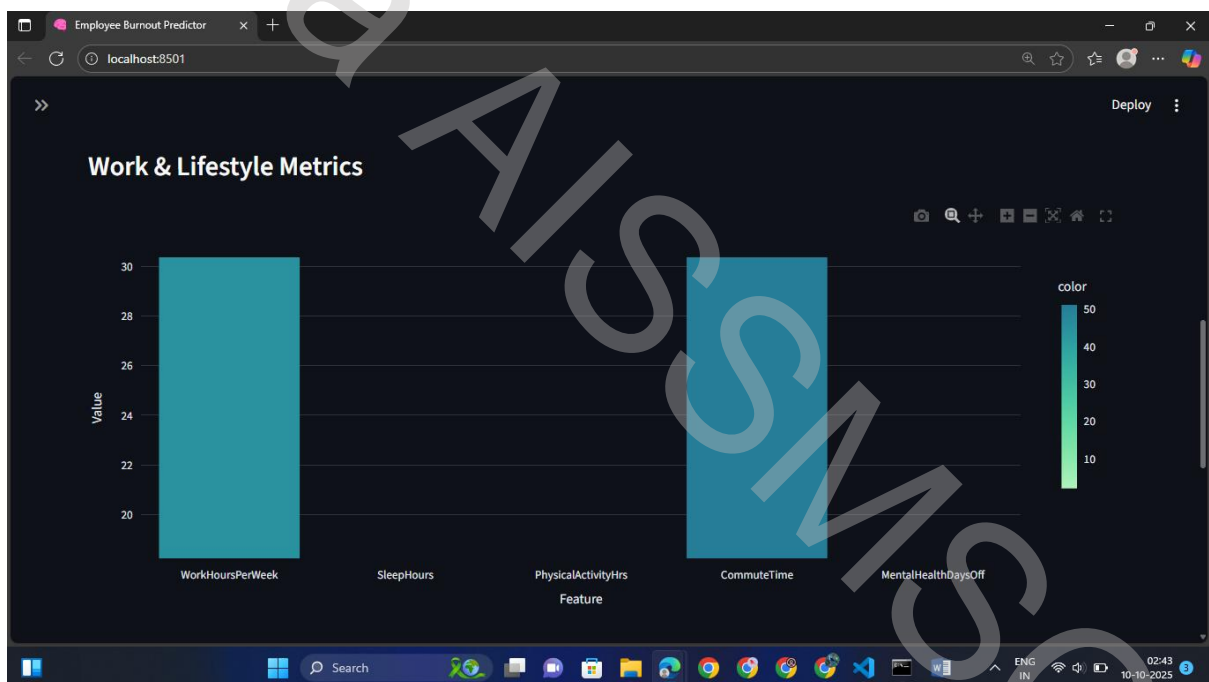 Employee Burnout Predictor
localhost:8501
Deploy
Work & Lifestyle Metrics
30
28
26
24
22
20
Value
WorkHoursPerWeek SleepHours PhysicalActivityHrs CommuteTime MentalHealthDaysOff
Feature
color
50
40
30
20
10
Search
ENG
IN
02:43
10-10-2025
3
a AISSMSC